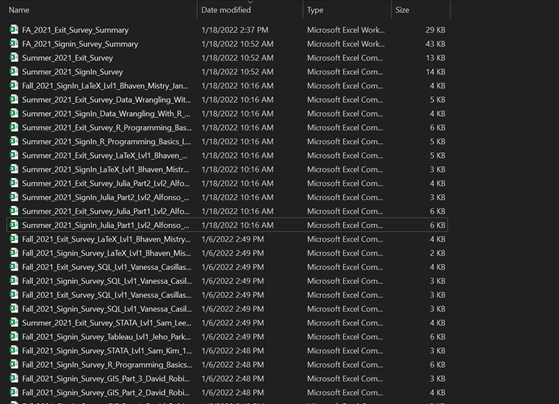 Name Date modified Type Size
FA_2021_Exit_Survey_Summary 1/18/2022 2:37 PM Microsoft Excel Work... 29 KB
FA_2021_Signin_Survey_Summary 1/18/2022 10:52 AM Microsoft Excel Work... 43 KB
Summer_2021_Exit_Survey 1/18/2022 10:52 AM Microsoft Excel Com... 13 KB
Summer_2021_SignIn_Survey 1/18/2022 10:52 AM Microsoft Excel Com... 14 KB
Fall_2021_SignIn_LaTeX_Lvl1_Bhaven_Mistry_Jan... 1/18/2022 10:16 AM Microsoft Excel Com... 4 KB
Summer_2021_Exit_Survey_Data_Wrangling_Wit... 1/18/2022 10:16 AM Microsoft Excel Com... 5 KB
Summer_2021_SignIn_Data_Wrangling_With_R_... 1/18/2022 10:16 AM Microsoft Excel Com... 4 KB
Summer_2021_Exit_Survey_R_Programming_Bas... 1/18/2022 10:16 AM Microsoft Excel Com... 6 KB
Summer_2021_SignIn_R_Programming_Basics_L... 1/18/2022 10:16 AM Microsoft Excel Com... 5 KB
Summer_2021_Exit_Survey_LaTeX_Lvl1_Bhaven_... 1/18/2022 10:16 AM Microsoft Excel Com... 5 KB
Summer_2021_SignIn_LaTeX_Lvl1_Bhaven_Mistr... 1/18/2022 10:16 AM Microsoft Excel Com... 3 KB
Summer_2021_Exit_Survey_Julia_Part2_Lvl2_Alfo... 1/18/2022 10:16 AM Microsoft Excel Com... 4 KB
Summer_2021_SignIn_Julia_Part2_Lvl2_Alfonso_... 1/18/2022 10:16 AM Microsoft Excel Com... 3 KB
Summer_2021_Exit_Survey_Julia_Part1_Lvl2_Alfo... 1/18/2022 10:16 AM Microsoft Excel Com... 6 KB
Summer_2021_SignIn_Julia_Part1_Lvl2_Alfonso_... 1/18/2022 10:16 AM Microsoft Excel Com... 6 KB
Fall_2021_Exit_Survey_LaTeX_Lvl1_Bhaven_Mistry... 1/6/2022 2:49 PM Microsoft Excel Com... 4 KB
Fall_2021_Signin_Survey_LaTeX_Lvl1_Bhaven_Mis... 1/6/2022 2:49 PM Microsoft Excel Com... 2 KB
Fall_2021_Exit_Survey_SQL_Lvl1_Vanessa_Casillas... 1/6/2022 2:49 PM Microsoft Excel Com... 4 KB
Fall_2021_Signin_Survey_SQL_Lvl1_Vanessa_Casil... 1/6/2022 2:49 PM Microsoft Excel Com... 3 KB
Fall_2021_Exit_Survey_SQL_Lvl1_Vanessa_Casillas... 1/6/2022 2:49 PM Microsoft Excel Com... 4 KB
Fall_2021_Signin_Survey_SQL_Lvl1_Vanessa_Casil... 1/6/2022 2:49 PM Microsoft Excel Com... 3 KB
Summer_2021_Exit_Survey_STATA_Lvl1_Sam_Lee... 1/6/2022 2:49 PM Microsoft Excel Com... 4 KB
Fall_2021_Signin_Survey_Tableau_Lvl1_Jeho_Park... 1/6/2022 2:49 PM Microsoft Excel Com... 6 KB
Fall_2021_Signin_Survey_STATA_Lvl1_Sam_Kim_1... 1/6/2022 2:48 PM Microsoft Excel Com... 3 KB
Fall_2021_SignIn_Survey_R_Programming_Basics... 1/6/2022 2:48 PM Microsoft Excel Com... 6 KB
Fall_2021_Signin_Survey_GIS_Part_3_David_Robi... 1/6/2022 2:48 PM Microsoft Excel Com... 3 KB
Fall_2021_Signin_Survey_GIS_Part_2_David_Robi... 1/6/2022 2:48 PM Microsoft Excel Com... 3 KB